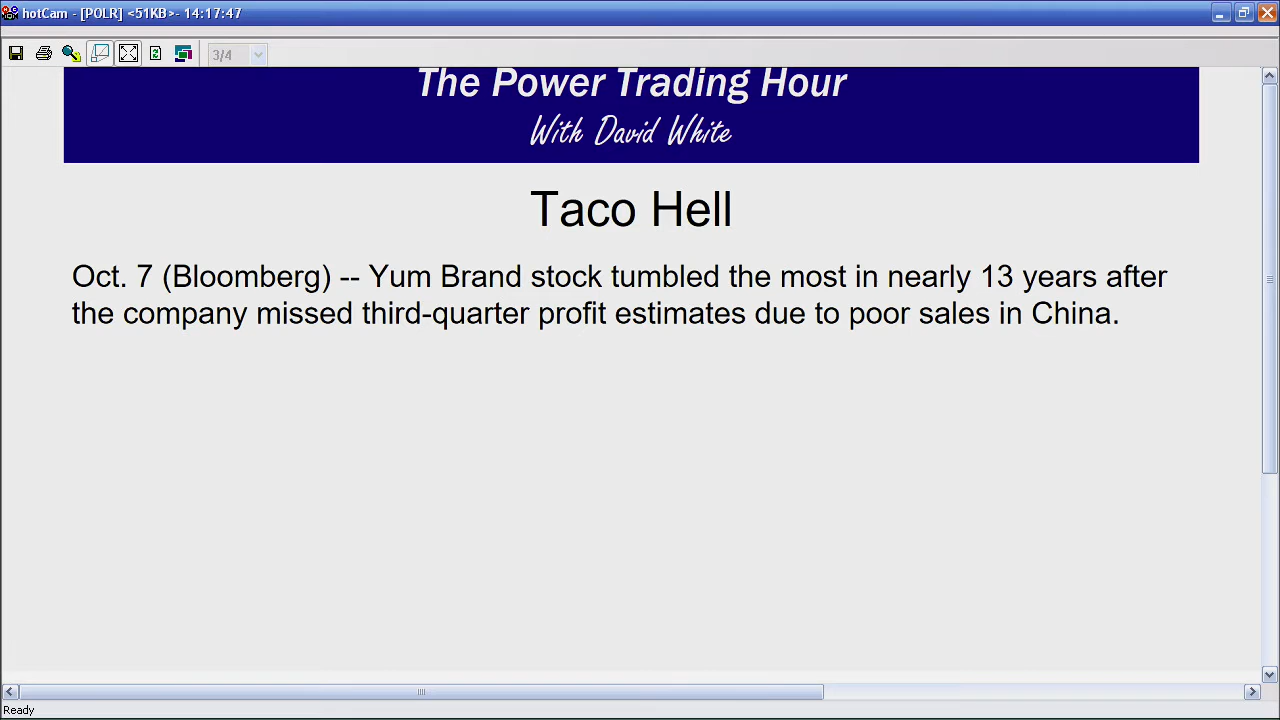 hotCam - [POLR] <51KB>- 14:17:47
3/4
The Power Trading Hour
With David White
Taco Hell
Oct. 7 (Bloomberg) -- Yum Brand stock tumbled the most in nearly 13 years after
the company missed third-quarter profit estimates due to poor sales in China.
Ready